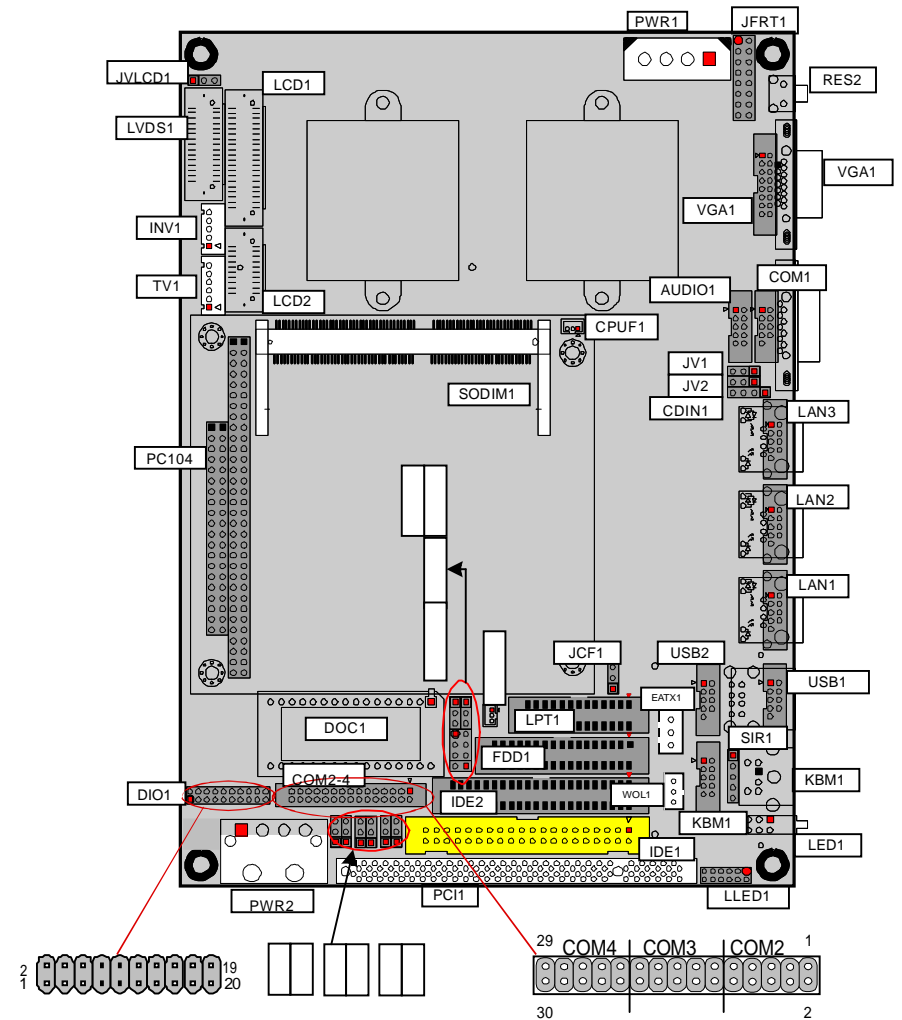 PWR1
JFRT1
JVLCD1
LCD1
RES2
LVDS1
VGA1
VGA1
INV1
TV1
LCD2
AUDIO1
COM1
CPUF1
JV1
JV2
SODIM1
CDIN1
LAN3
PC104
LAN2
LAN1
JCF1
USB2
USB1
EATX1
LPT1
DOC1
SIR1
FDD1
COM2-4
KBM1
DIO1
IDE2
WOL1
KBM1
LED1
IDE1
PWR2
PCI1
LLED1
29 COM4 COM3 COM2 1
2 19
1 20
30 2